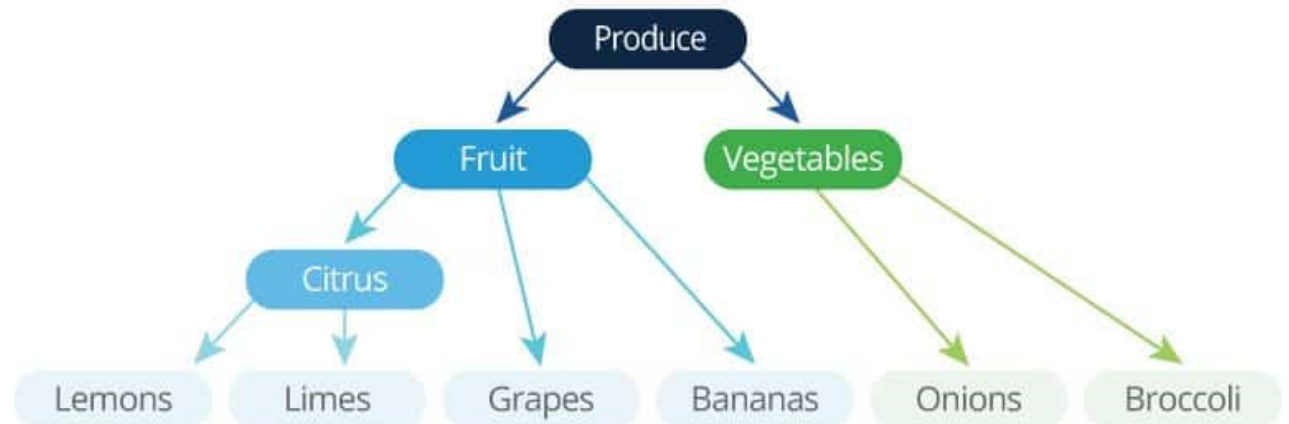 Produce
Fruit
Vegetables
Citrus
Lemons
Limes
Grapes
Bananas
Onions
Broccoli